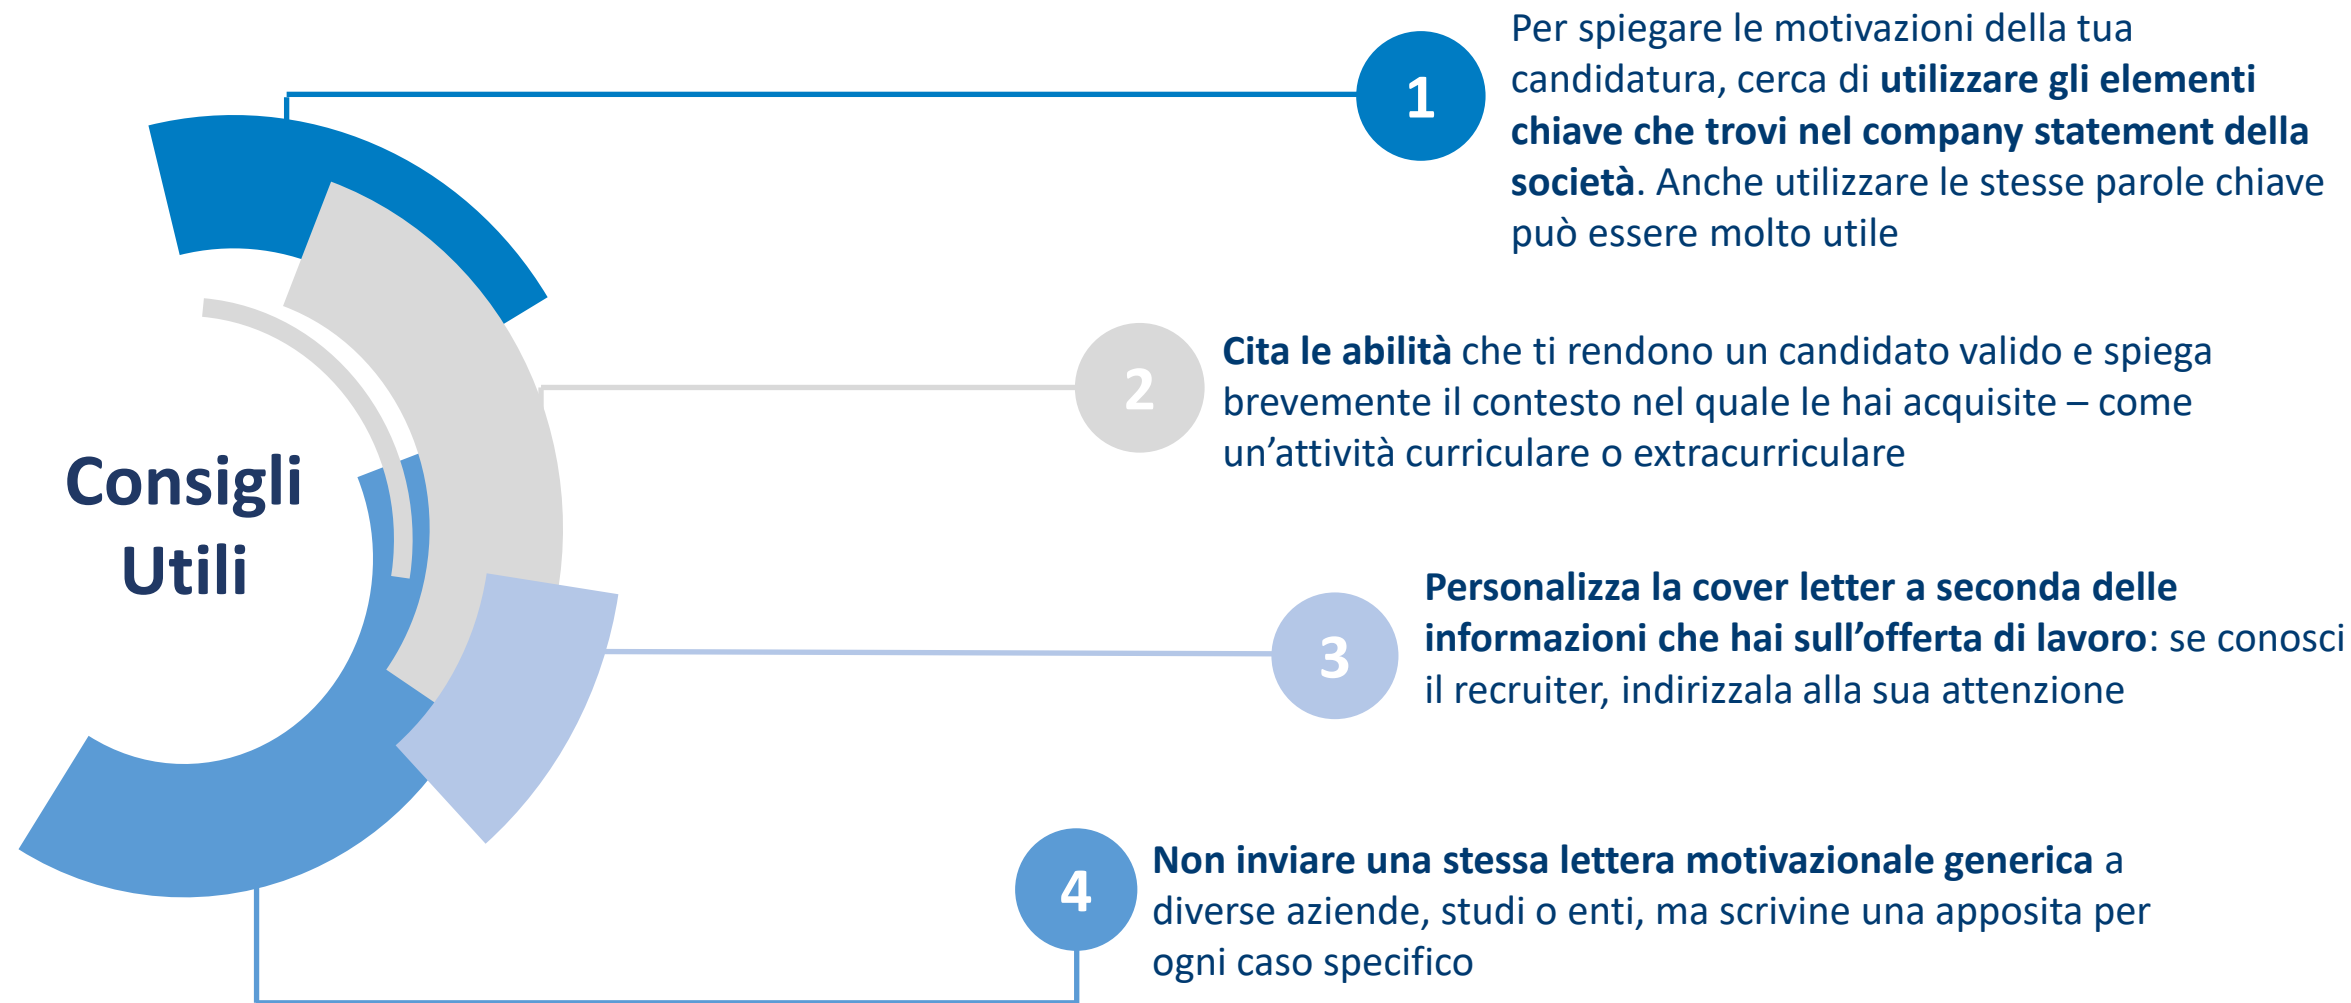 Consigli
Utili
1
Per spiegare le motivazioni della tua
candidatura, cerca di utilizzare gli elementi
chiave che trovi nel company statement della
società. Anche utilizzare le stesse parole chiave
può essere molto utile
2
Cita le abilità che ti rendono un candidato valido e spiega
brevemente il contesto nel quale le hai acquisite – come
un’attività curriculare o extracurriculare
3
Personalizza la cover letter a seconda delle
informazioni che hai sull’offerta di lavoro: se conosci
il recruiter, indirizzala alla sua attenzione
4
Non inviare una stessa lettera motivazionale generica a
diverse aziende, studi o enti, ma scrivine una apposita per
ogni caso specifico